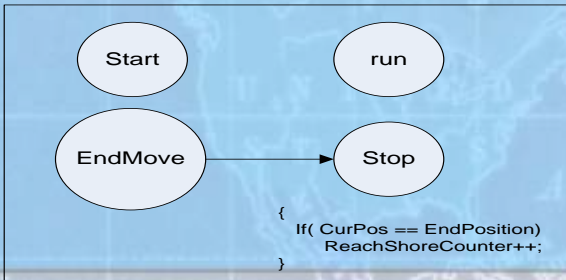 Start run
EndMove Stop
{
If( CurPos == EndPosition)
ReachShoreCounter++;
}